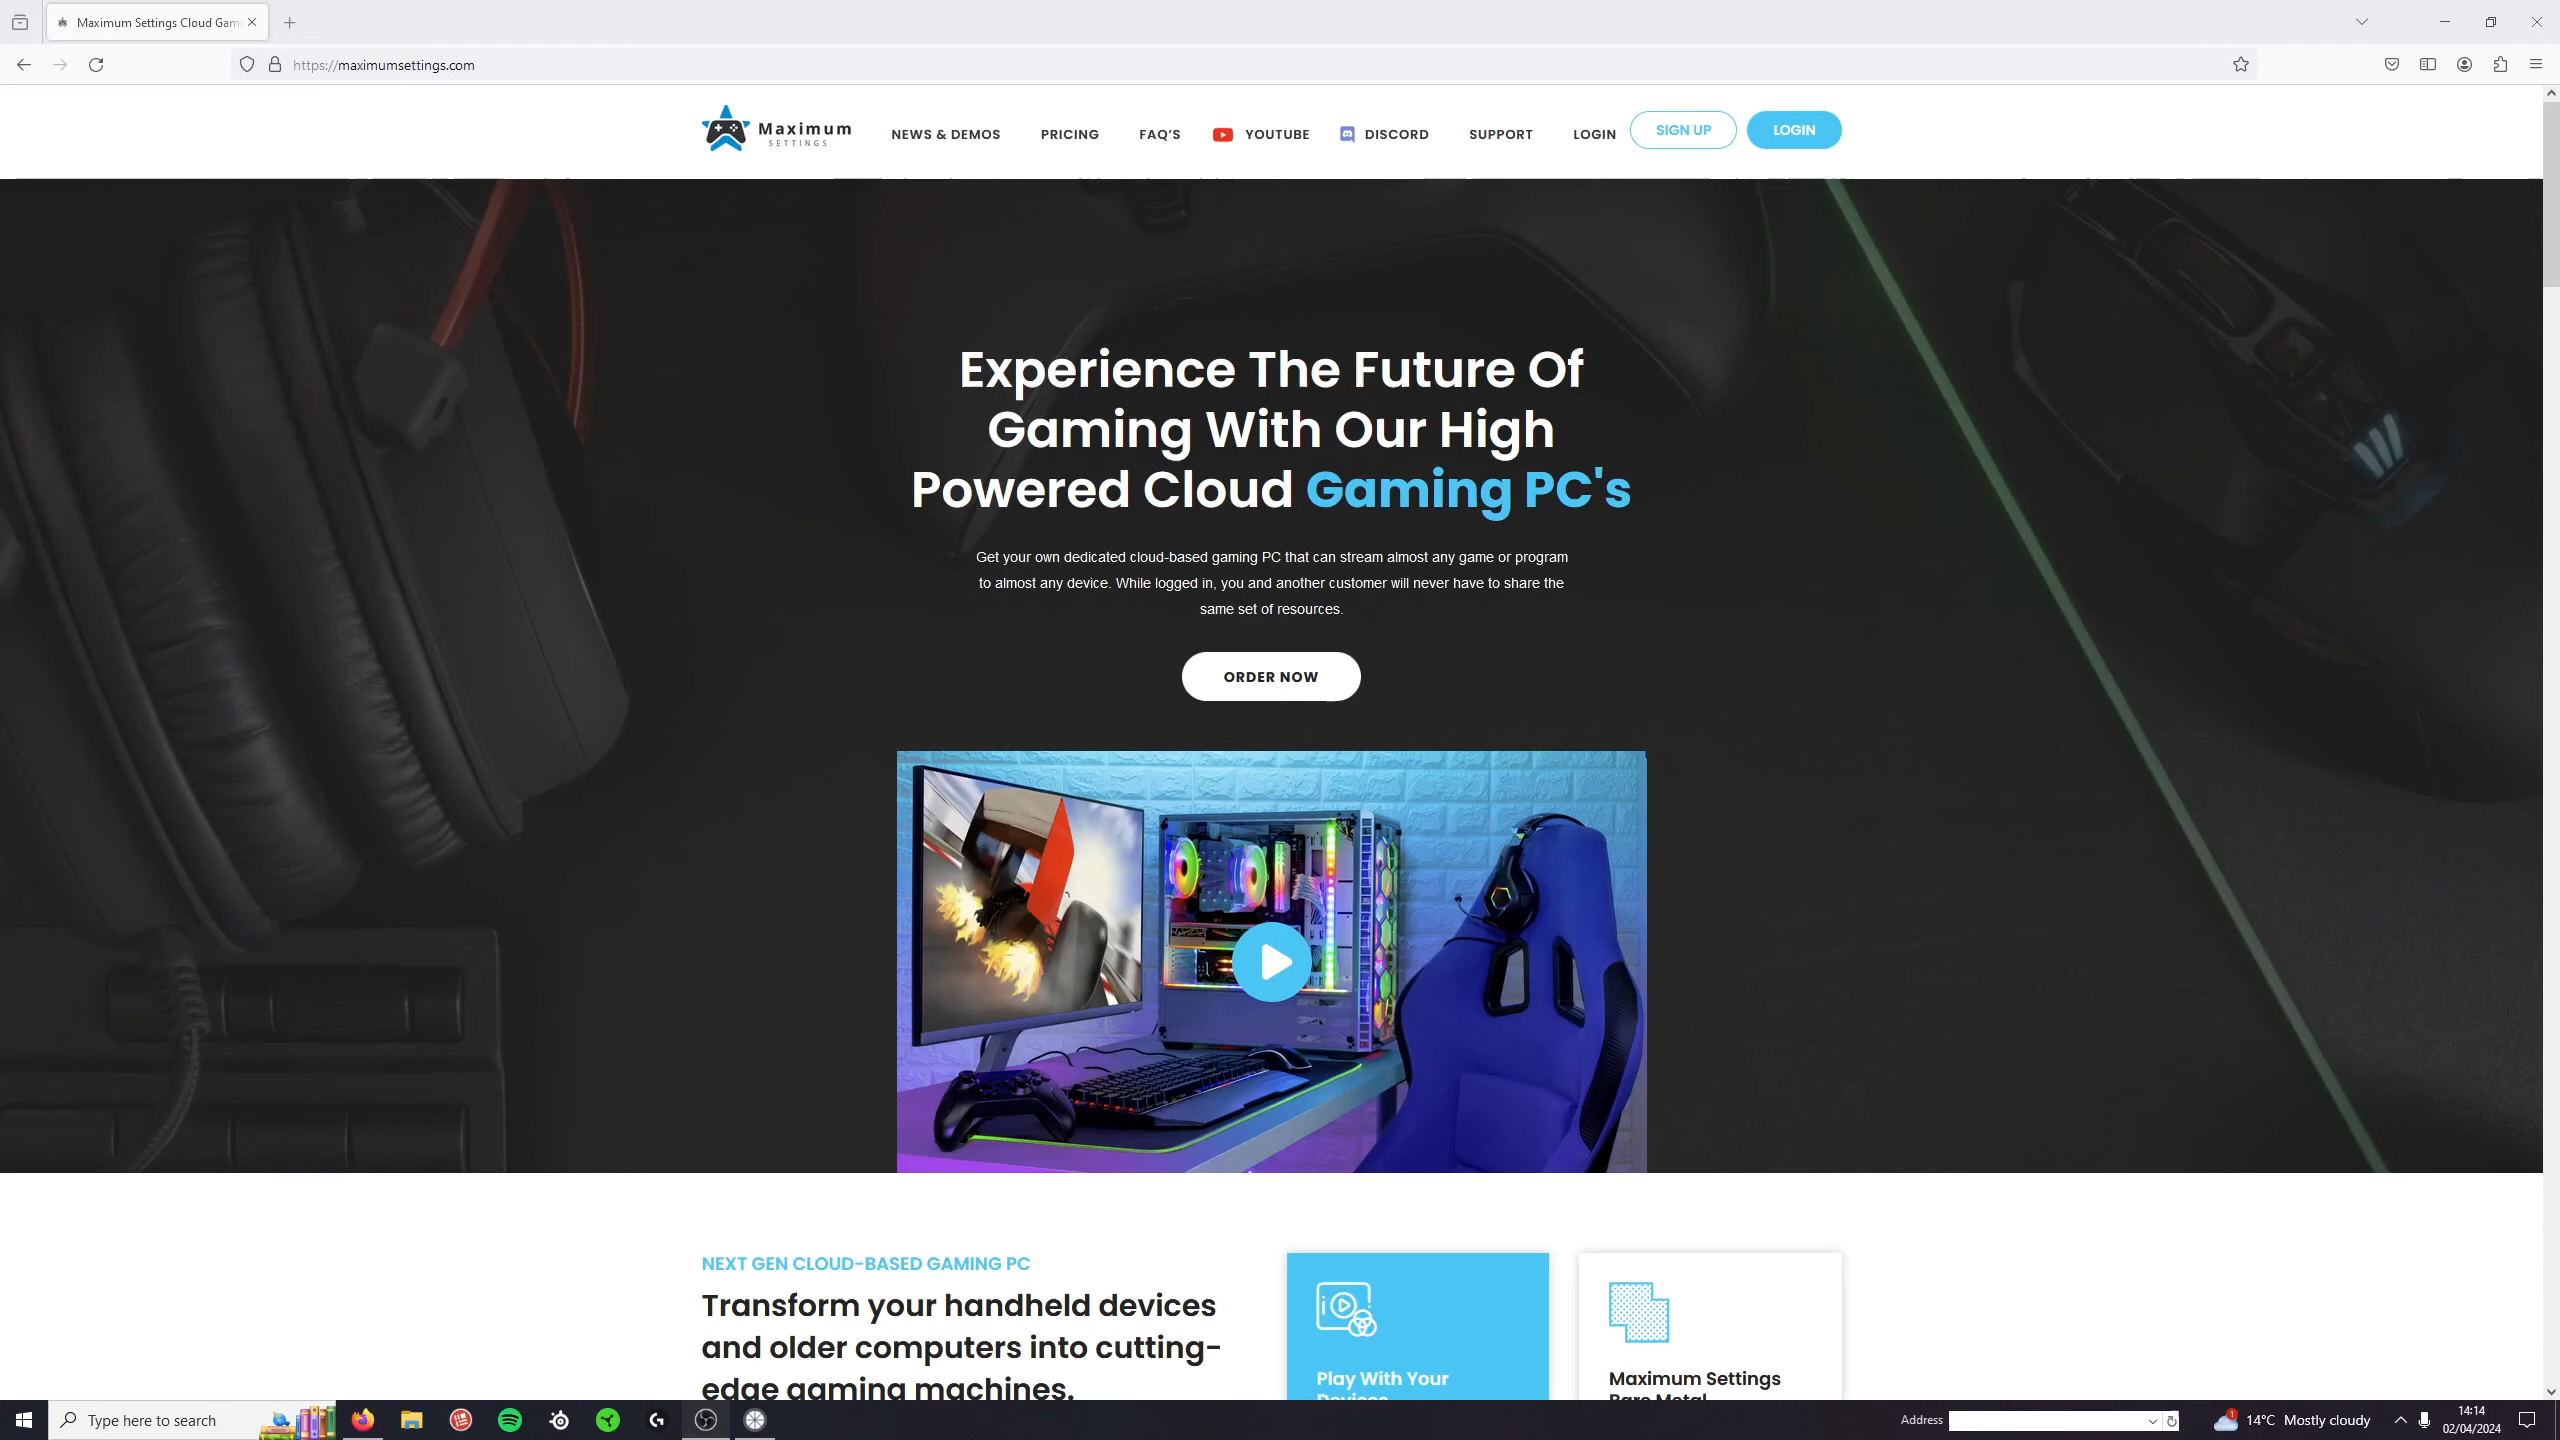 Maximum Settings Cloud Gami
https://maximumsettings.com
Maximum
SETTINGS
NEWS & DEMOS
PRICING
FAQ'S
YOUTUBE
DISCORD
SUPPORT
LOGIN
SIGN UP
LOGIN
Experience The Future Of
Gaming With Our High
Powered Cloud Gaming PC's
Get your own dedicated cloud-based gaming PC that can stream almost any game or program
to almost any device. While logged in, you and another customer will never have to share the
same set of resources.
ORDER NOW
NEXT GEN CLOUD-BASED GAMING PC
Transform your handheld devices
and older computers into cutting-
edge gaming machines.
Play With Your
Devices
Maximum Settings
Bare Metal
Type here to search
Address
1
14°C Mostly cloudy
14:14
02/04/2024